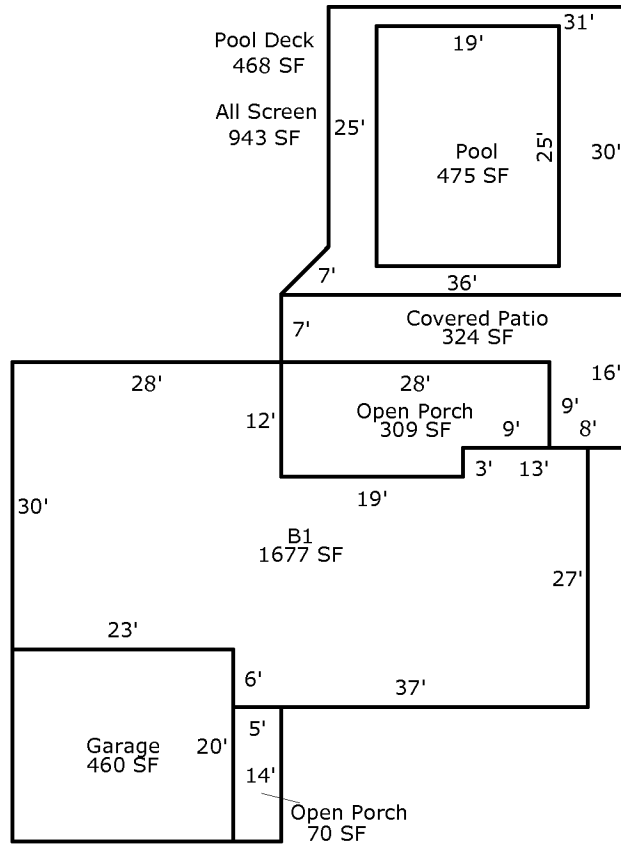 31'
Pool Deck
468 SF
19'
All Screen
943 SF
25'
25'
Pool
475 SF
30'
7'
36'
7'
Covered Patio
324 SF
16'
28'
28'
9'
12'
Open Porch
309 SF
9'
8'
3'
13'
19'
30'
B1
1677 SF
27'
23'
6'
37'
5'
Garage
460 SF
20'
14'
Open Porch
70 SF